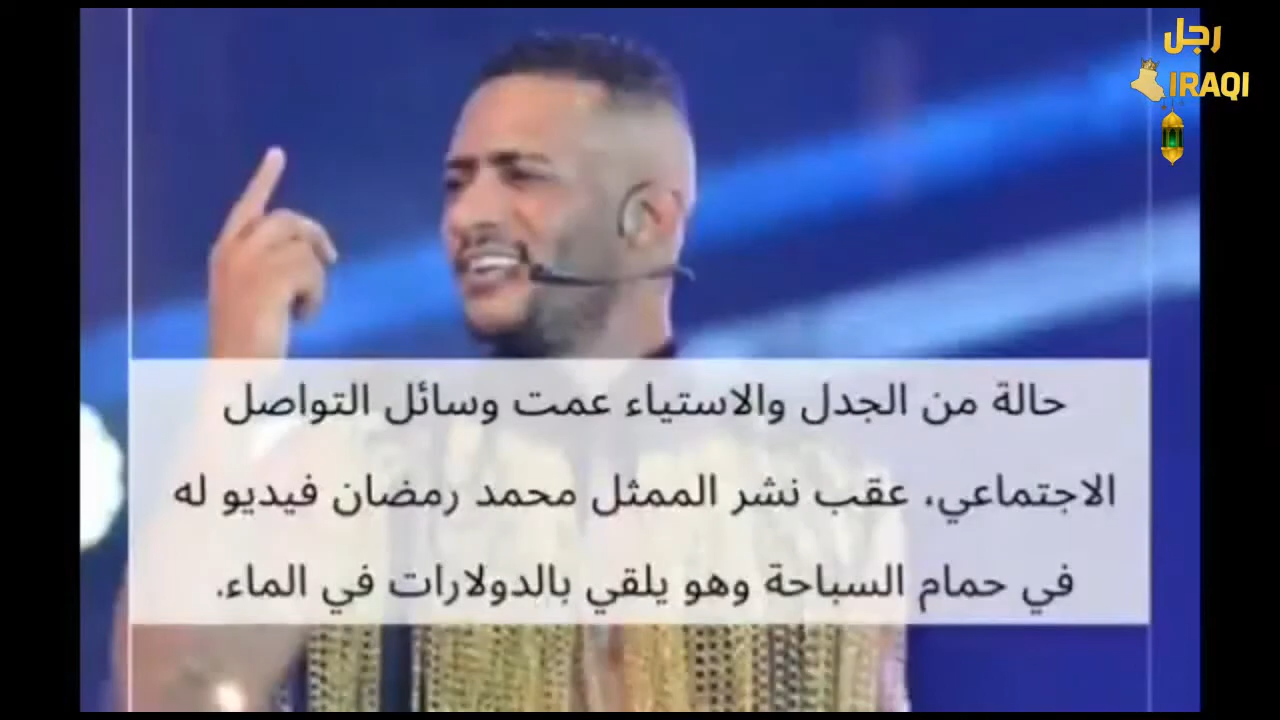 رجل
IRAQI
حالة من الجدل والاستياء عمت وسائل التواصل
الاجتماعي، عقب نشر الممثل محمد رمضان فيديو له
في حمام السباحة وهو يلقي بالدولارات في الماء.